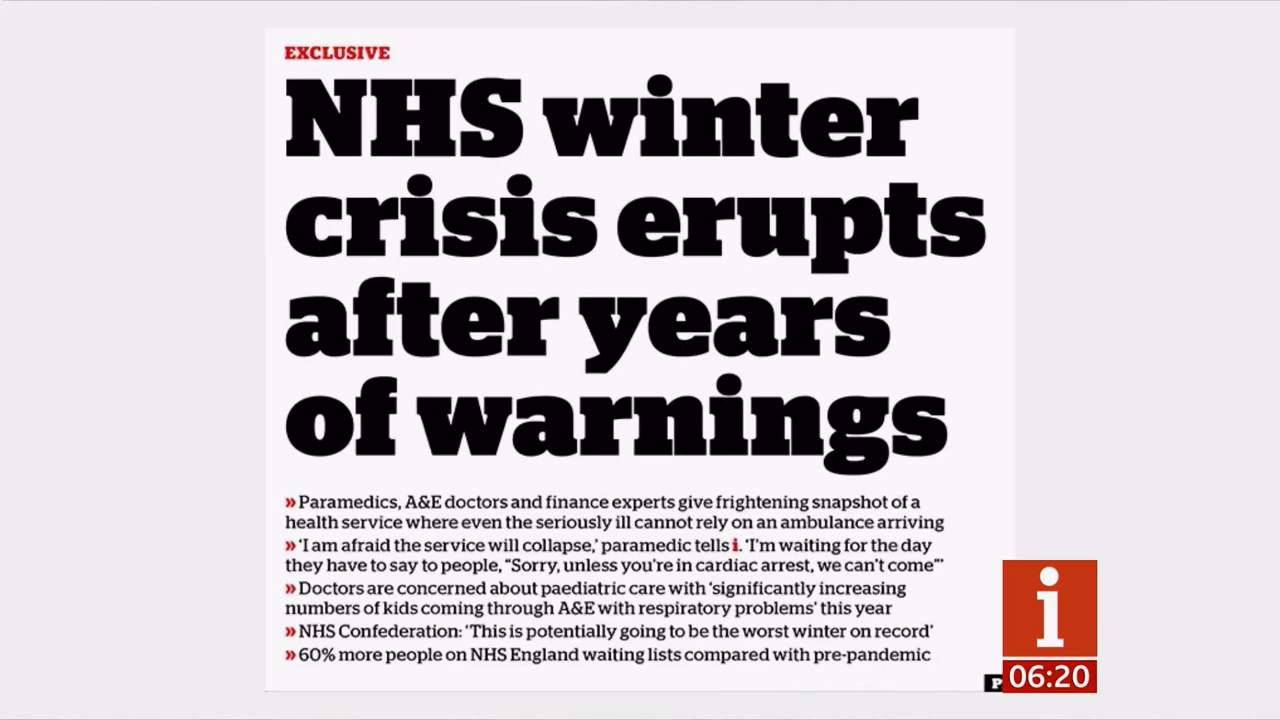 EXCLUSIVE
NHS winter
crisis erupts
after years
of warnings
»Paramedics, A&E doctors and finance experts give frightening snapshot of a
health service where even the seriously ill cannot rely on an ambulance arriving
»‘I am afraid the service will collapse,’ paramedic tells i. ‘I’m waiting for the day
they have to say to people, “Sorry, unless you’re in cardiac arrest, we can’t come”’
»Doctors are concerned about paediatric care with ‘significantly increasing
numbers of kids coming through A&E with respiratory problems’ this year
»NHS Confederation: ‘This is potentially going to be the worst winter on record’
»60% more people on NHS England waiting lists compared with pre-pandemic
P
i
06:20